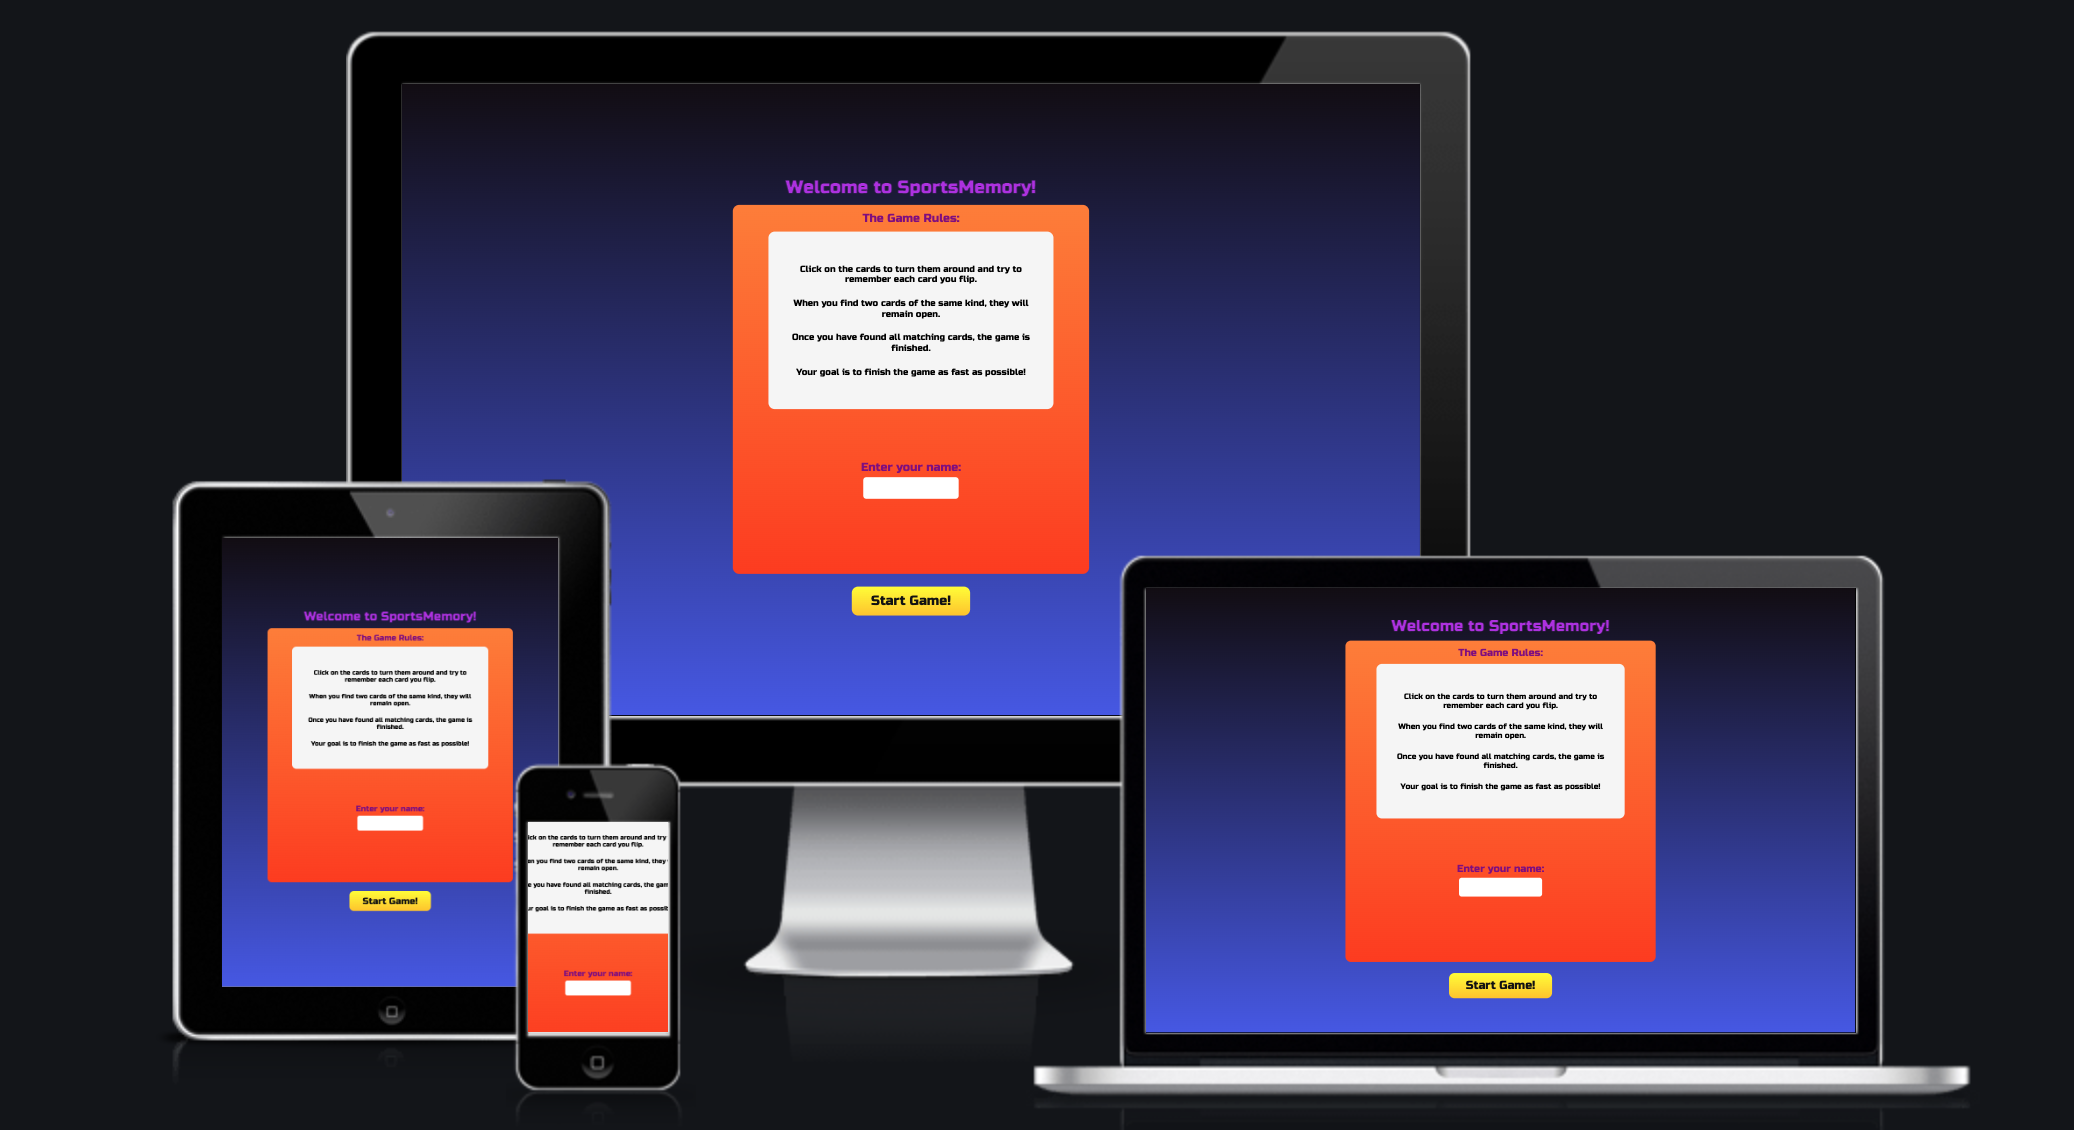 Welcome to SportsMemory!
The Game Rules:
Click on the cards to turn them around and try to
remember each card you flip.
When you find two cards of the same kind, they will
remain open.
Once you have found all matching cards, the game is
finished.
Your goal is to finish the game as fast as possible!
Enter your name:
Start Game!
Welcome to SportsMemory!
The Game Rules:
Click on the cards to turn them around and try to
remember each card you flip.
When you find two cards of the same kind, they will
remain open.
Once you have found all matching cards, the game is
finished.
Your goal is to finish the game as fast as possible!
Enter your name:
Start Game!
ick on the cards to turn them around and try
remember each card you flip.
en you find two cards of the same kind, they
remain open.
e you have found all matching cards, the gam
finished.
ur goal is to finish the game as fast as possib
Enter your name:
Welcome to SportsMemory!
The Game Rules:
Click on the cards to turn them around and try to
remember each card you flip.
When you find two cards of the same kind, they will
remain open.
Once you have found all matching cards, the game is
finished.
Your goal is to finish the game as fast as possible!
Enter your name:
Start Game!